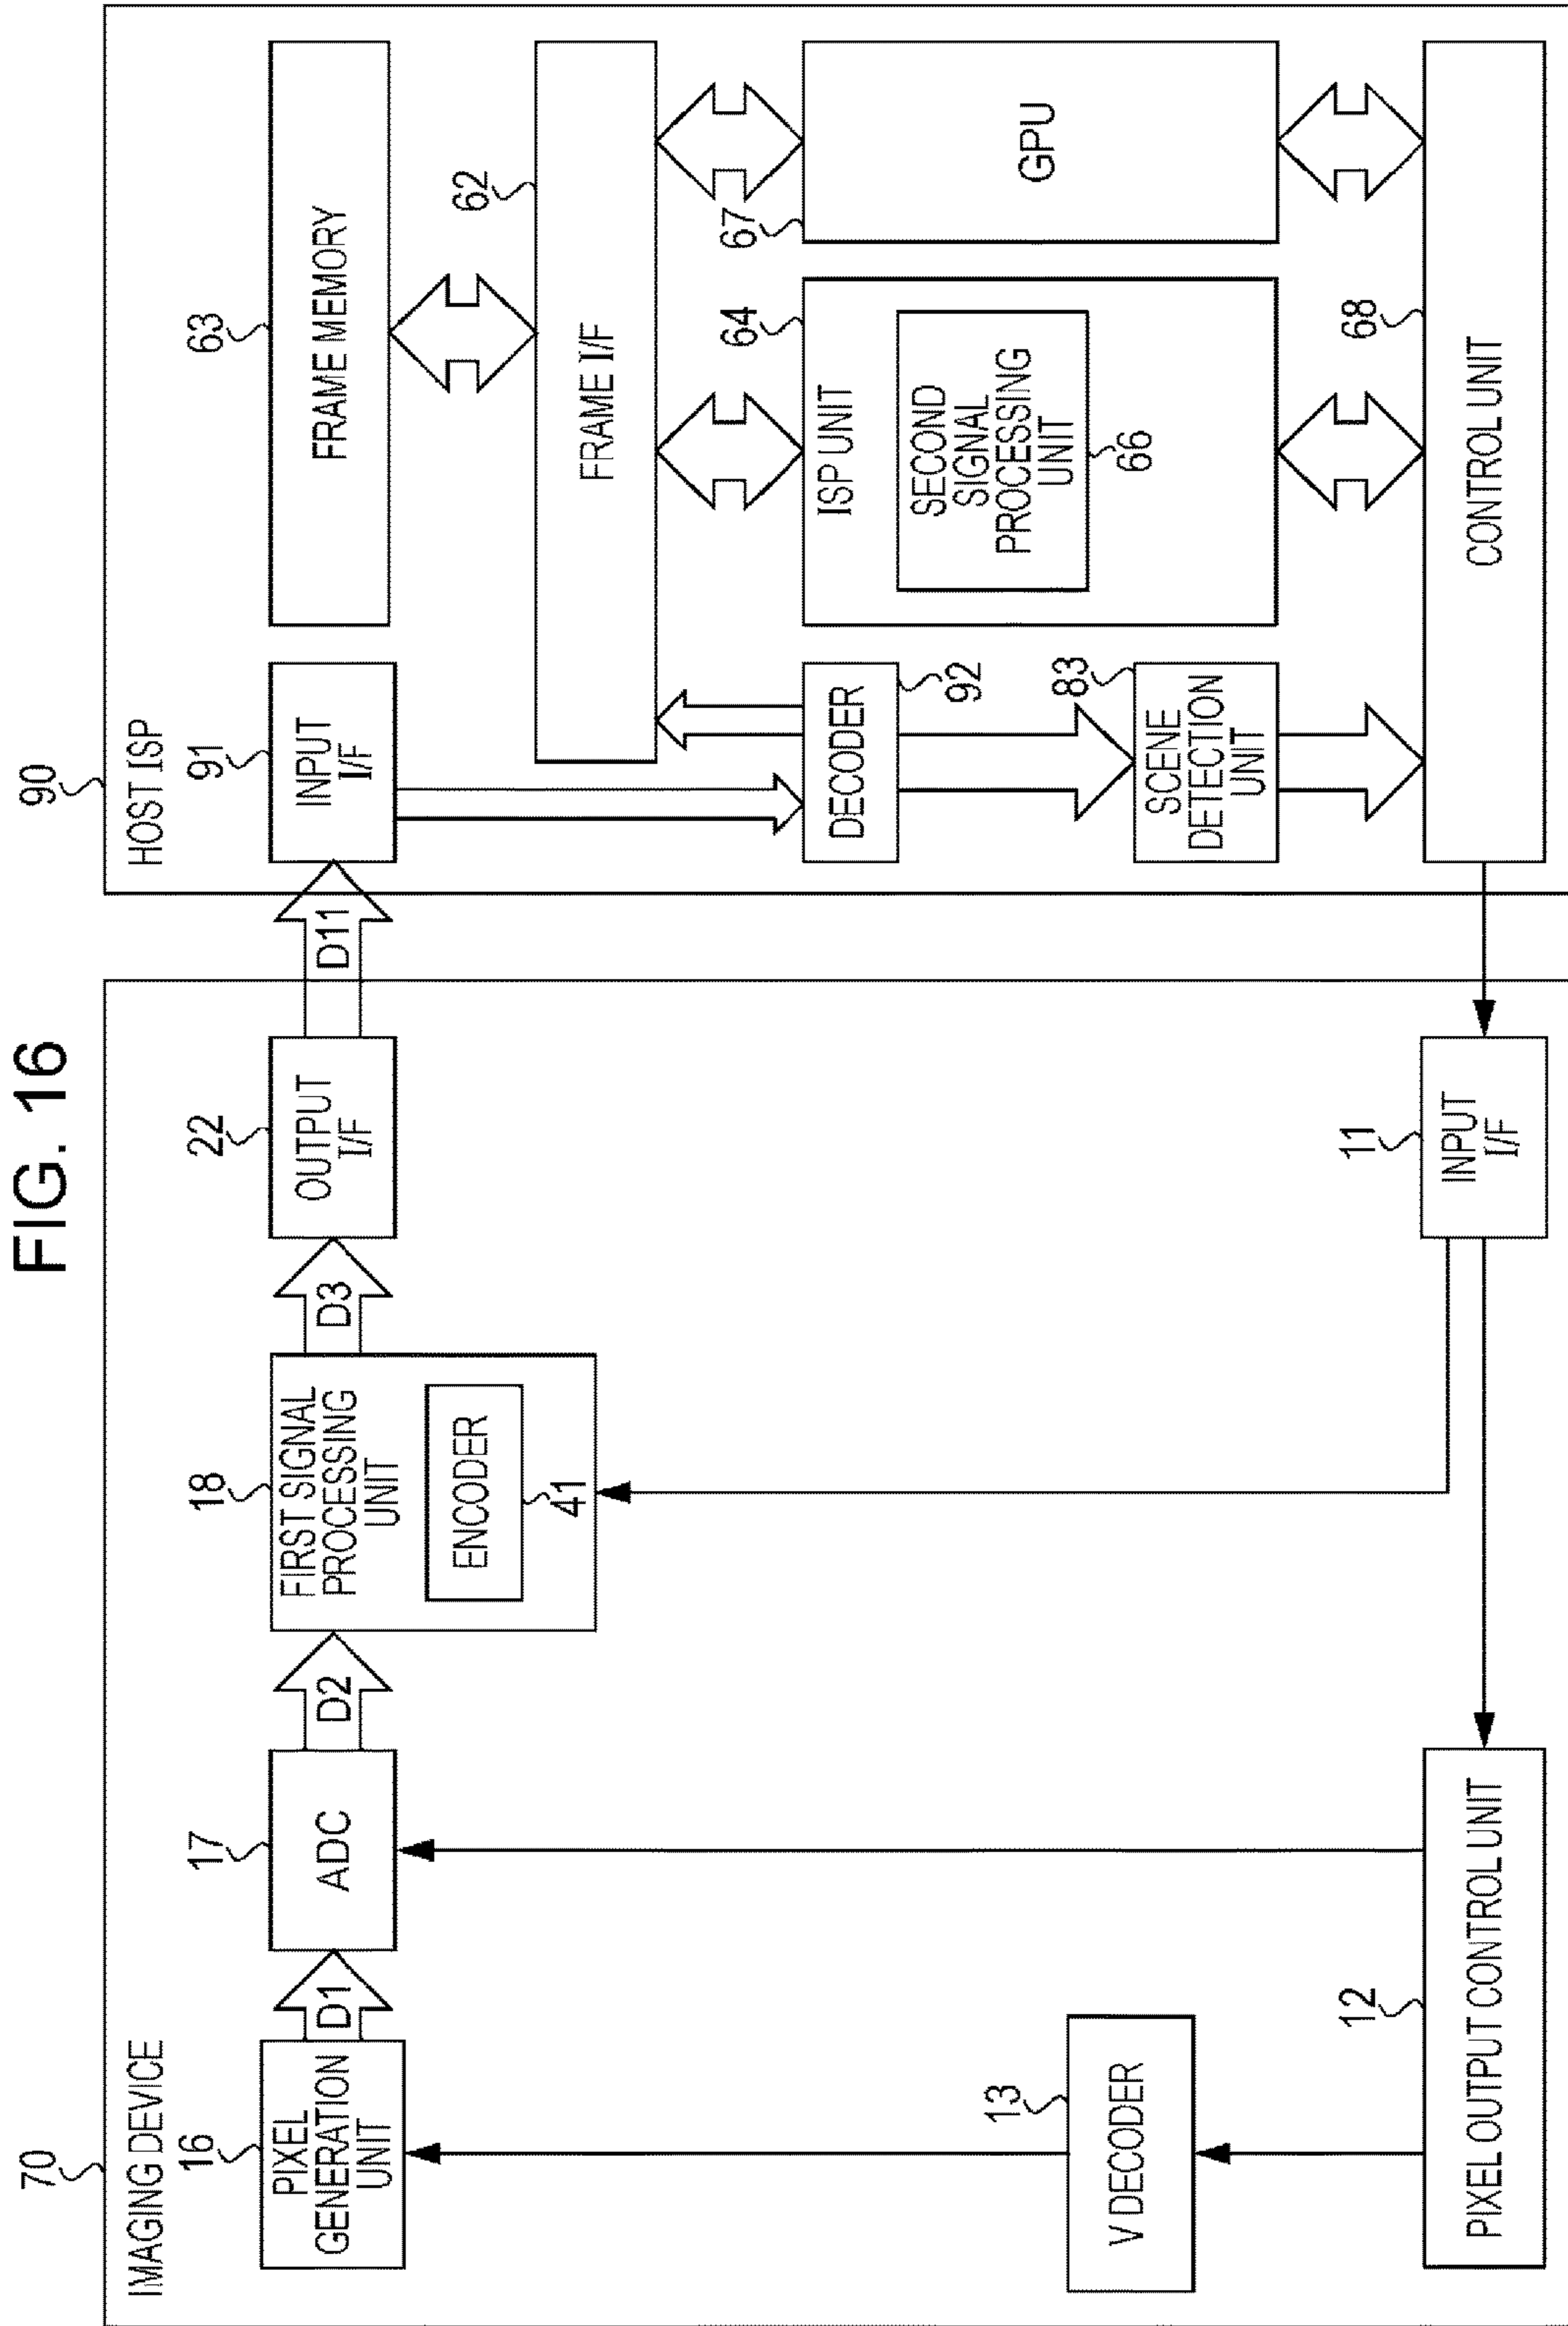 FIG. 16
70
IMAGING DEVICE
16
PIXEL
GENERATION
UNIT
D1
17
ADC
D2
18
FIRST SIGNAL
PROCESSING
UNIT
ENCODER
41
D3
22
OUTPUT
I/F
D11
13
V DECODER
12
PIXEL OUTPUT CONTROL UNIT
11
INPUT
I/F
90
HOST ISP
91
INPUT
I/F
63
FRAME MEMORY
62
FRAME I/F
DECODER
92
83
SCENE
DETECTION
UNIT
64
ISP UNIT
SECOND
SIGNAL
PROCESSING
UNIT
66
67
GPU
68
CONTROL UNIT